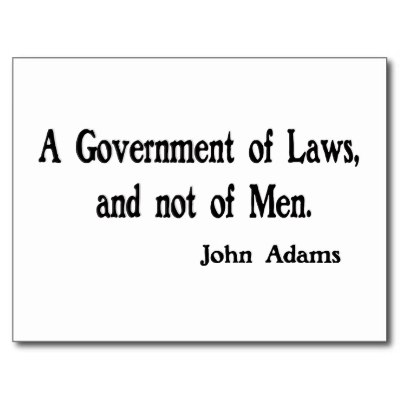 A Government of Laws,
and not of Men.
John Adams